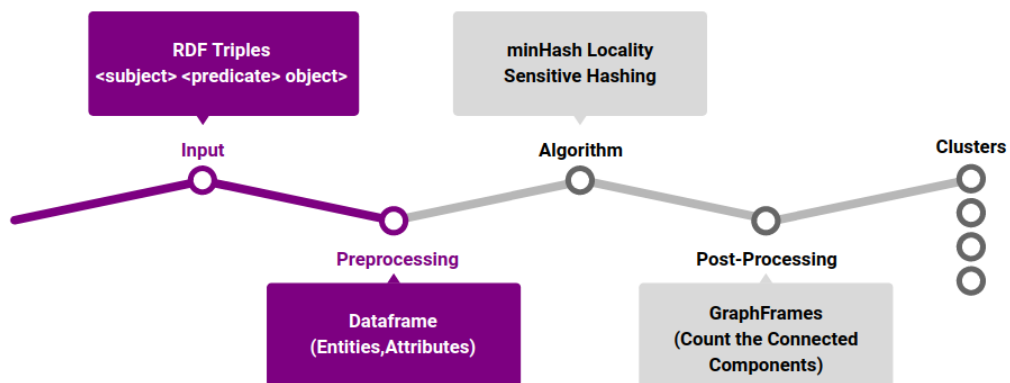 RDF Triples
<subject> <predicate> object>
minHash Locality
Sensitive Hashing
Input
Algorithm
Clusters
Preprocessing
Post-Processing
Dataframe
(Entities,Attributes)
GraphFrames
(Count the Connected
Components)